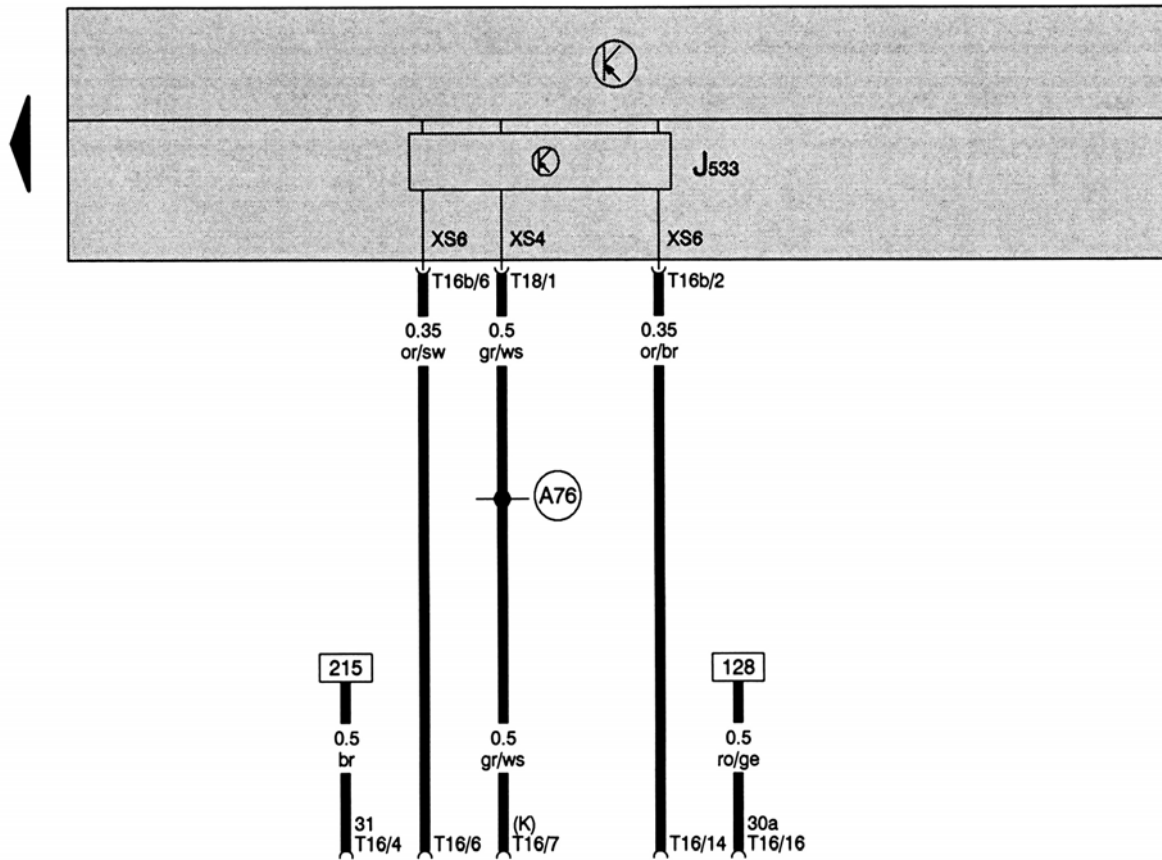 J533
XS6 XS4 XS6
T16b/6 T18/1 T16b/2
0.35 0.5 0.35
or/sw gr/ws or/br
A76
215 128
0.5 0.5 0.5
br gr/ws ro/ge
31 (K) 30a
T16/4 T16/6 T16/7 T16/14 T16/16